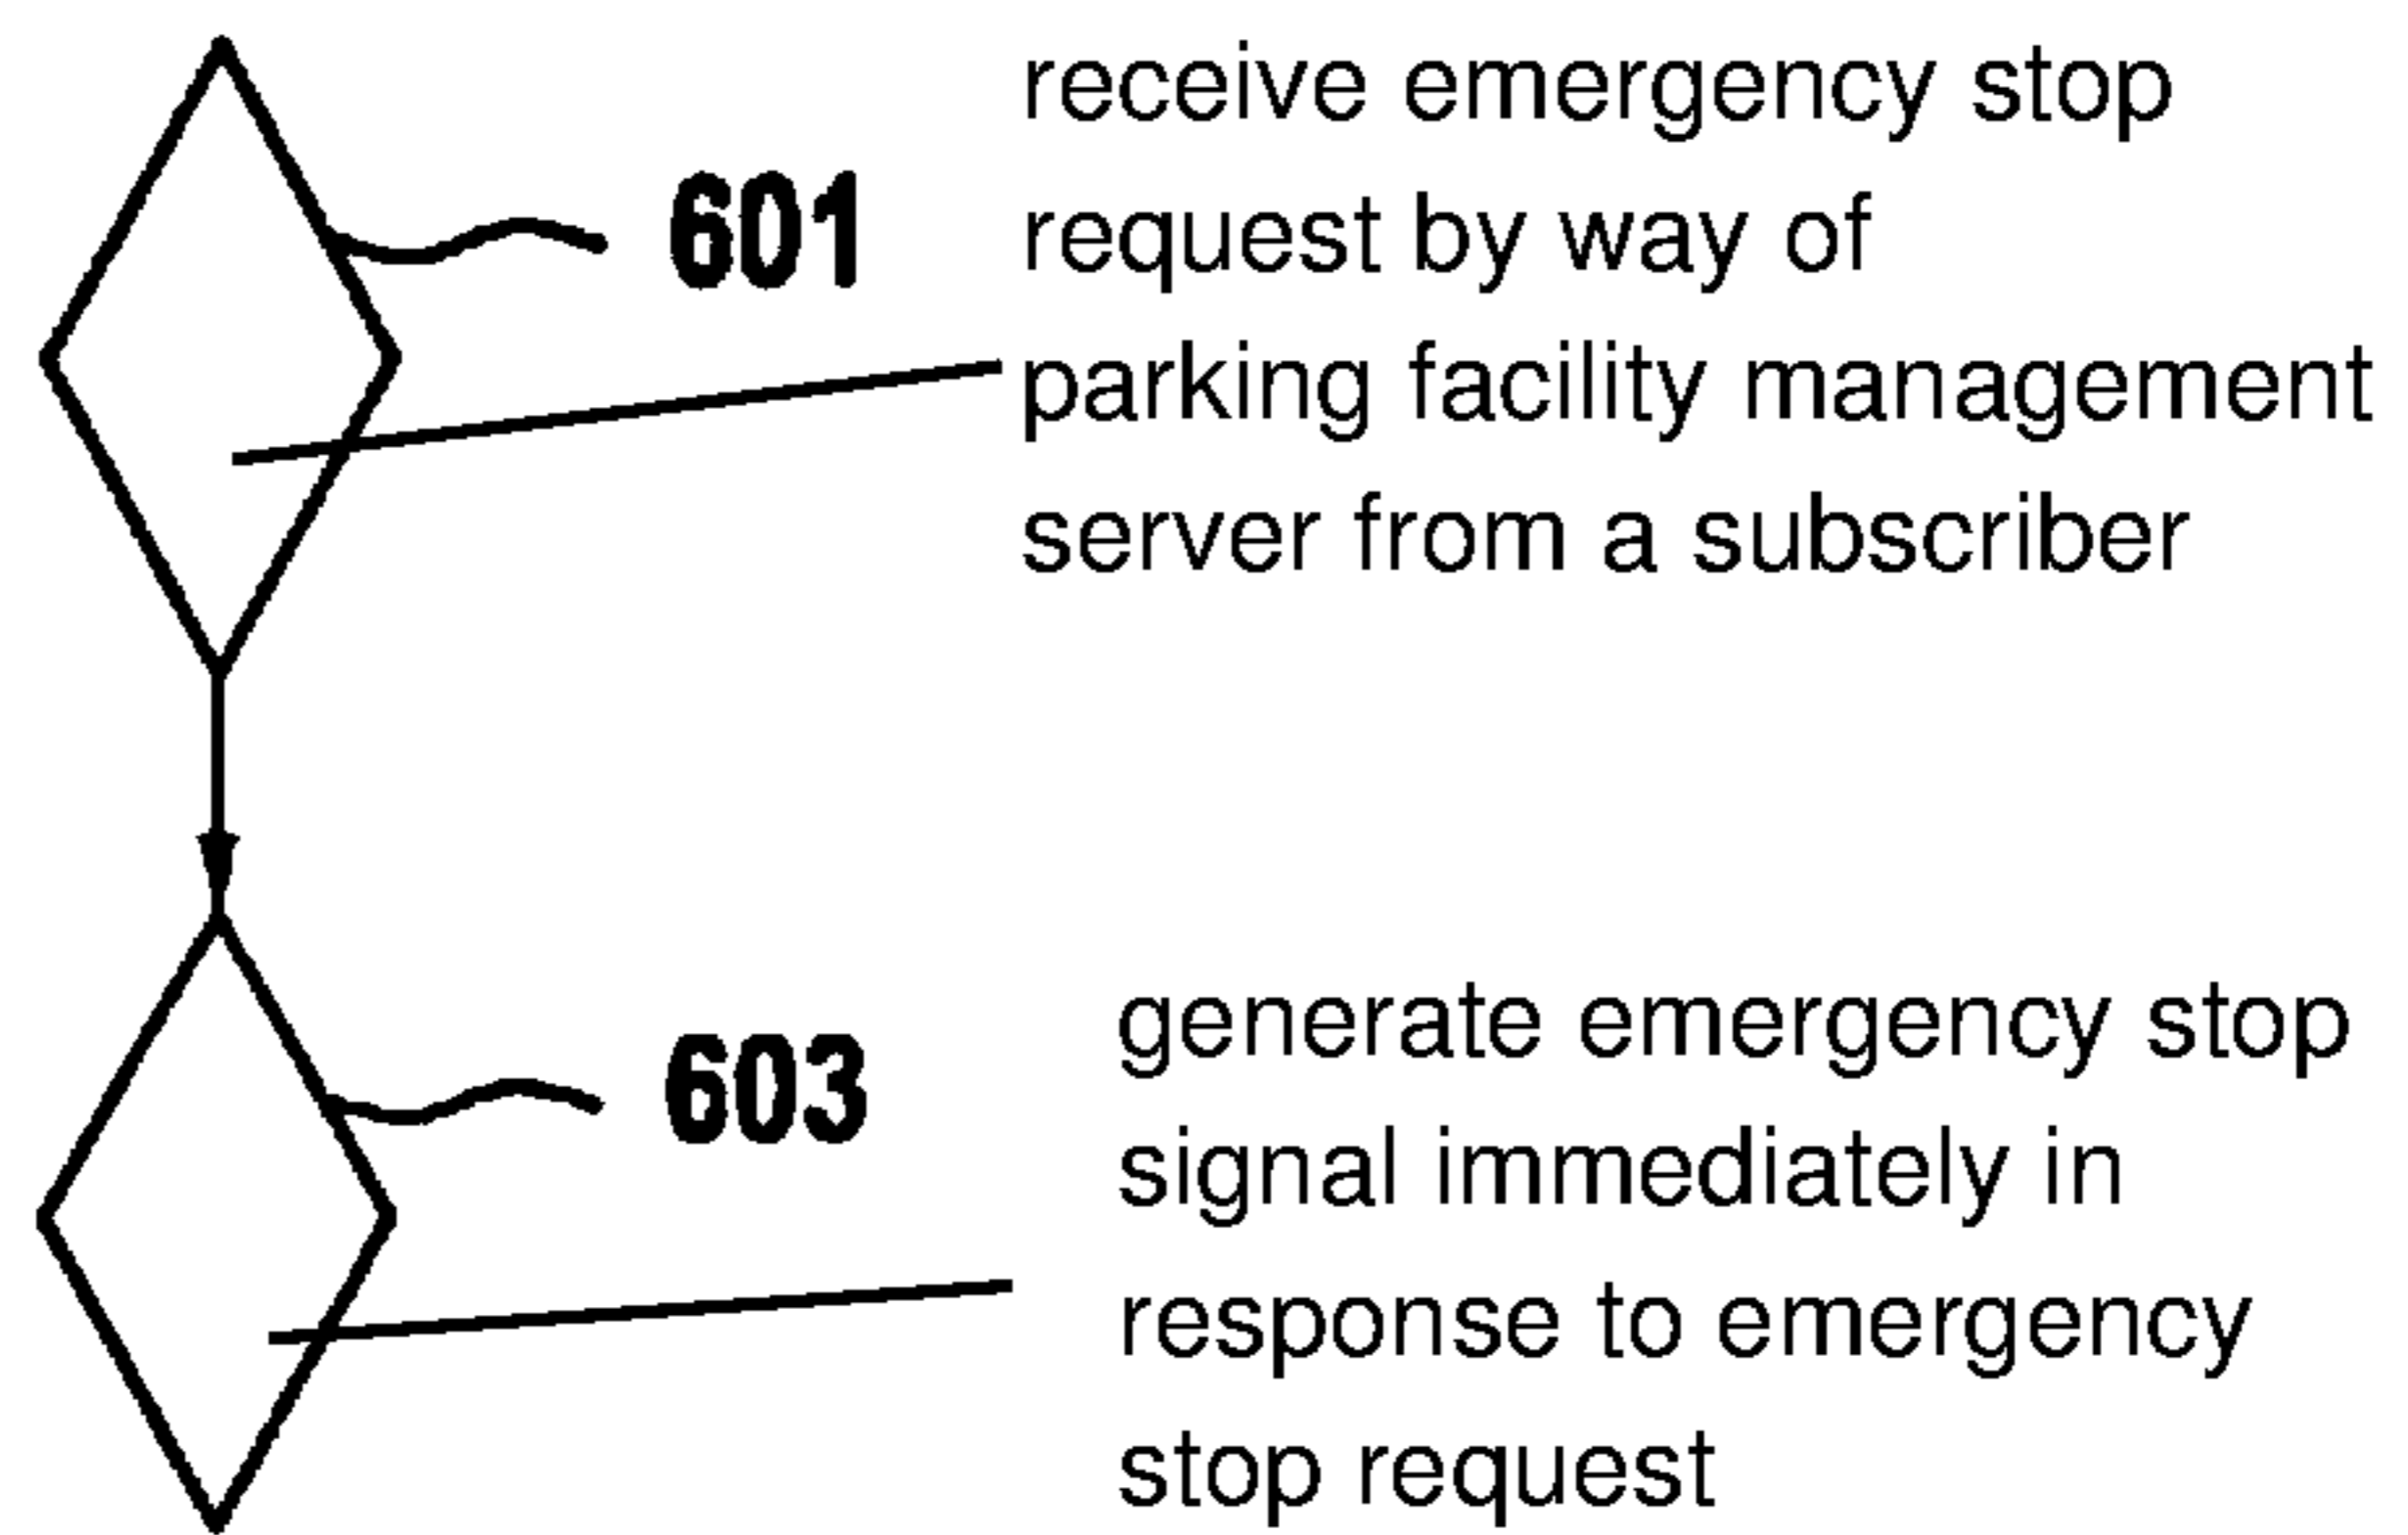 receive emergency stop
601
request by way of
parking facility management
server from a subscriber
generate emergency stop
603
signal immediately in
response to emergency
stop request